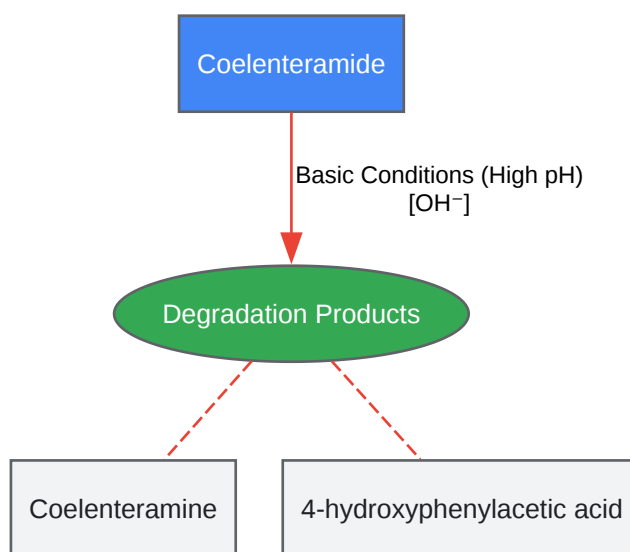 Coelenteramide
Basic Conditions (High pH)
[OH⁻]
Degradation Products
Coelenteramine
4-hydroxyphenylacetic acid